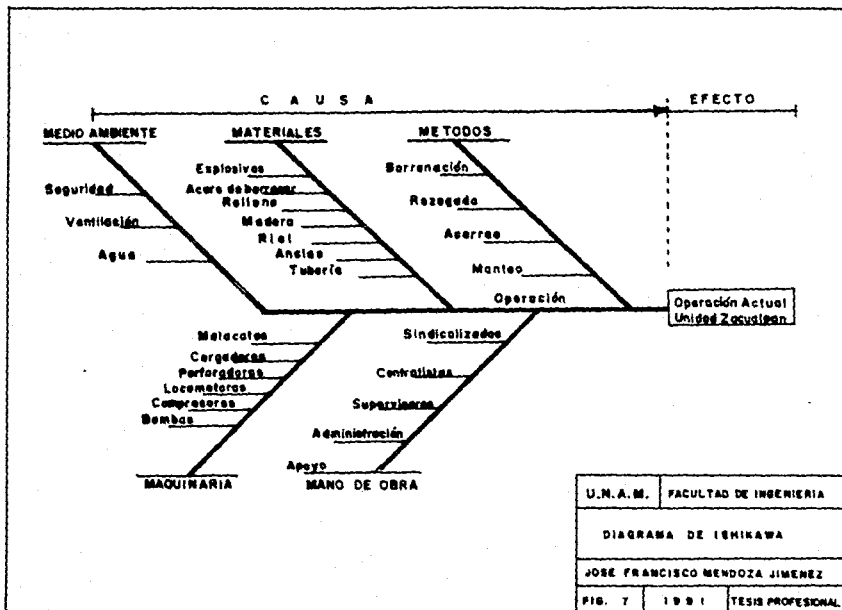 CAUSA
EFECTO
MEDIO AMBIENTE
MATERIALES
METODOS
Seguridad
Ventilación
Agua
Explosivos
Acero de barrenar
Relleno
Madera
Riel
Anclas
Tubería
Barrenación
Rezagado
Acarreo
Manteo
Operación
Operación Actual
Unidad Zacualpan
Malacates
Cargadoras
Perforadoras
Locomotoras
Compresoras
Bombas
MAQUINARIA
Sindicalizados
Contratistas
Supervisores
Administración
Apoyo
MANO DE OBRA
U.N.A.M. FACULTAD DE INGENIERIA
DIAGRAMA DE ISHIKAWA
JOSE FRANCISCO MENDOZA JIMENEZ
FIG. 7 1991 TESIS PROFESIONAL